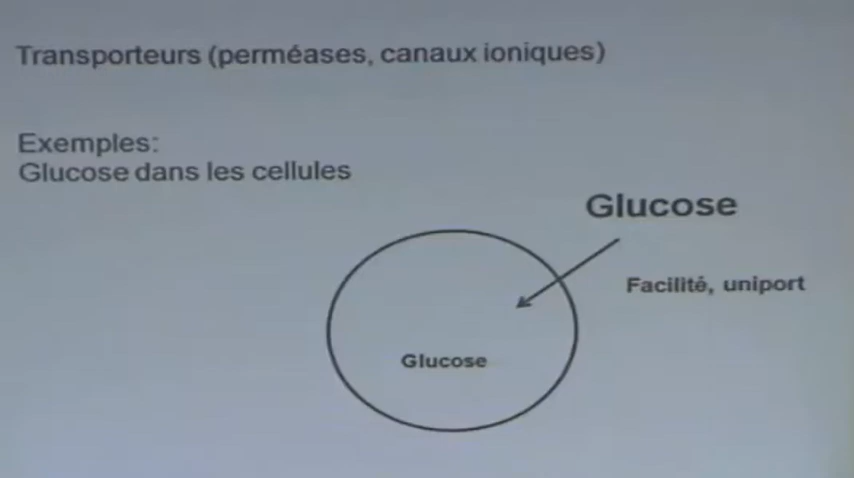 Transporteurs (perméases, canaux ioniques)
Exemples:
Glucose dans les cellules
Glucose
Facilité, uniport
Glucose